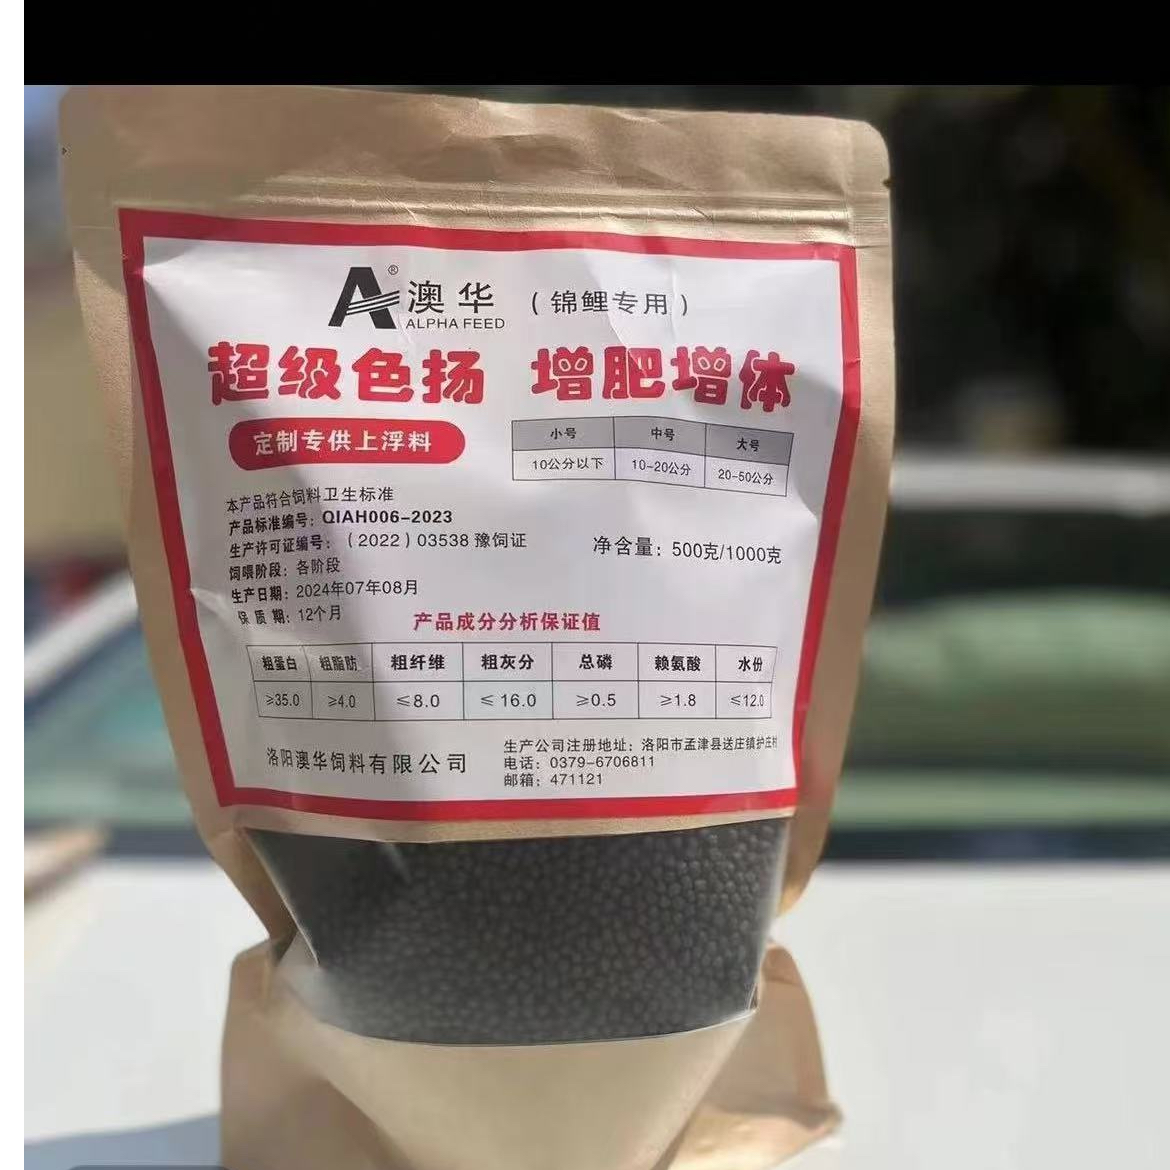 A® 澳华 （锦鲤专用）
ALPHA FEED
超级色扬 增肥增体
定制专供上浮料
小号 中号 大号
10公分以下 10-20公分 20-50公分
本产品符合饲料卫生标准
产品标准编号：QIAH006-2023
生产许可证编号：（2022）03538 豫饲证
净含量：500克/1000克
饲喂阶段：各阶段
生产日期：2024年07年08月
保 质 期：12个月
产品成分分析保证值
粗蛋白 粗脂肪 粗纤维 粗灰分 总磷 赖氨酸 水份
≥35.0 ≥4.0 ≤8.0 ≤16.0 ≥0.5 ≥1.8 ≤12.0
洛阳澳华饲料有限公司
生产公司注册地址：洛阳市孟津县送庄镇护庄村
电话：0379-6706811
邮箱：471121